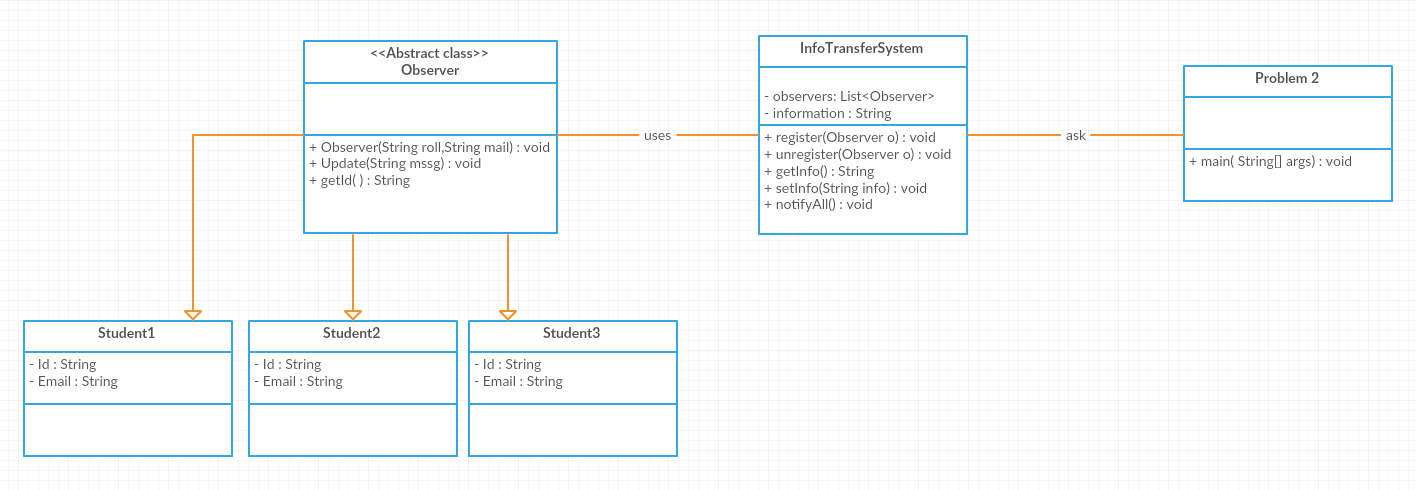 <<Abstract class>>
Observer
+ Observer(String roll,String mail) : void
+ Update(String mssg) : void
+ getId( ) : String
uses
InfoTransferSystem
- observers: List<Observer>
- information : String
+ register(Observer o) : void
+ unregister(Observer o) : void
+ getInfo() : String
+ setInfo(String info) : void
+ notifyAll() : void
ask
Problem 2
+ main( String[] args) : void
Student1
- Id : String
- Email : String
Student2
- Id : String
- Email : String
Student3
- Id : String
- Email : String